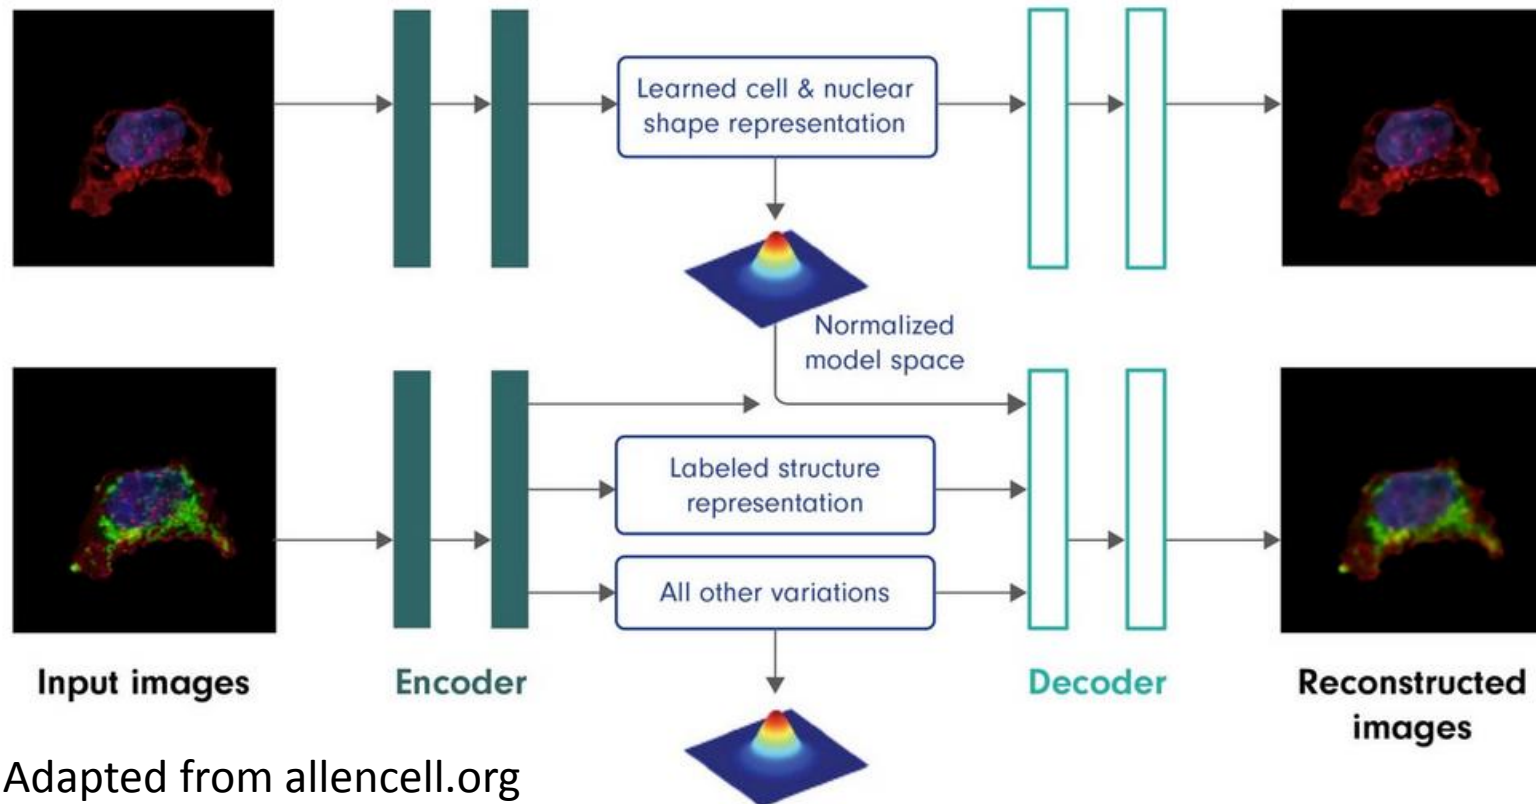 Learned cell & nuclear
shape representation
Normalized
model space
Labeled structure
representation
All other variations
Input images
Encoder
Decoder
Reconstructed
images
Adapted from allencell.org